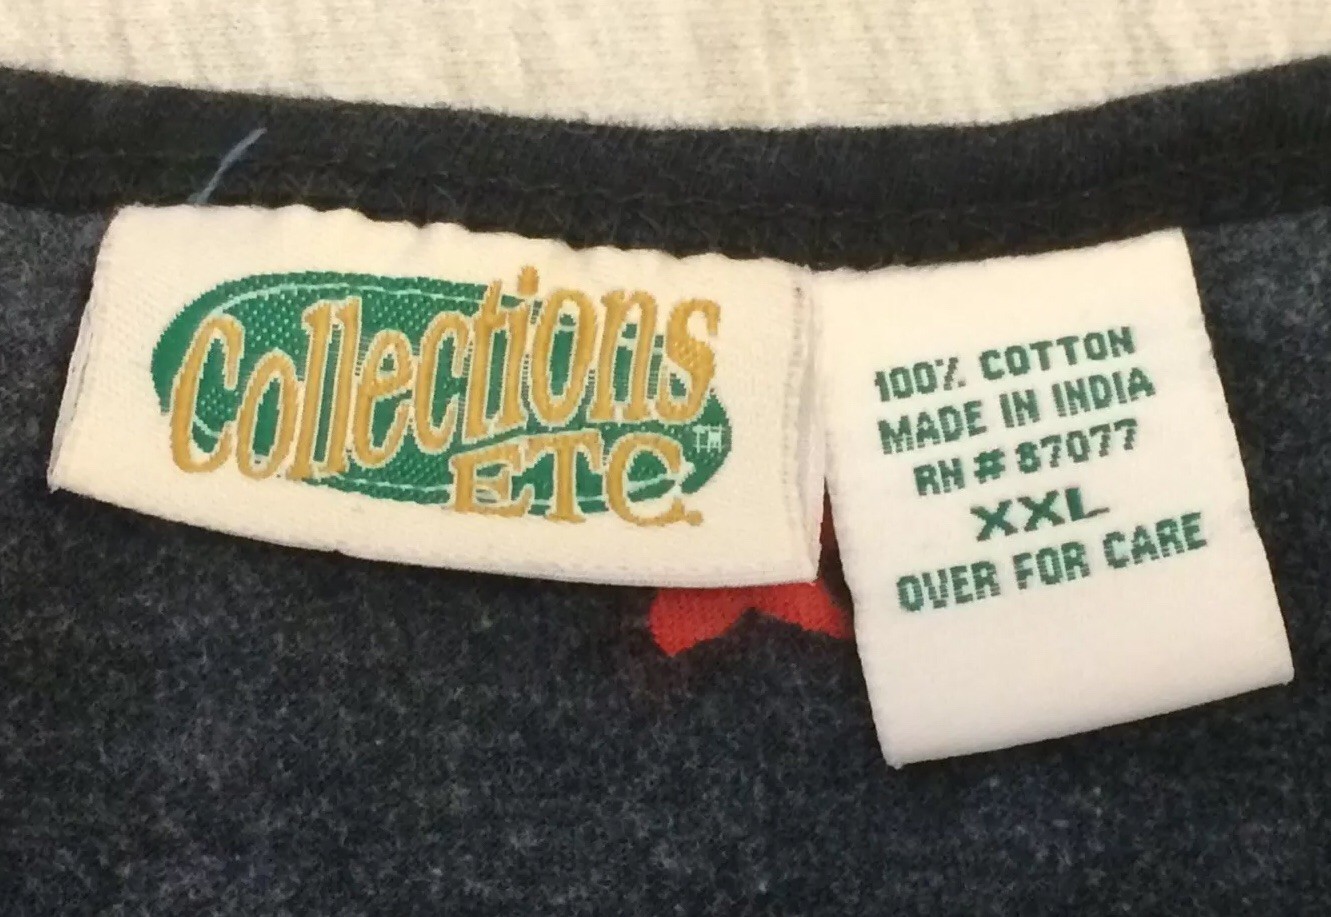 Collections
ETC.
TM
100% COTTON
MADE IN INDIA
RN # 87077
XXL
OVER FOR CARE